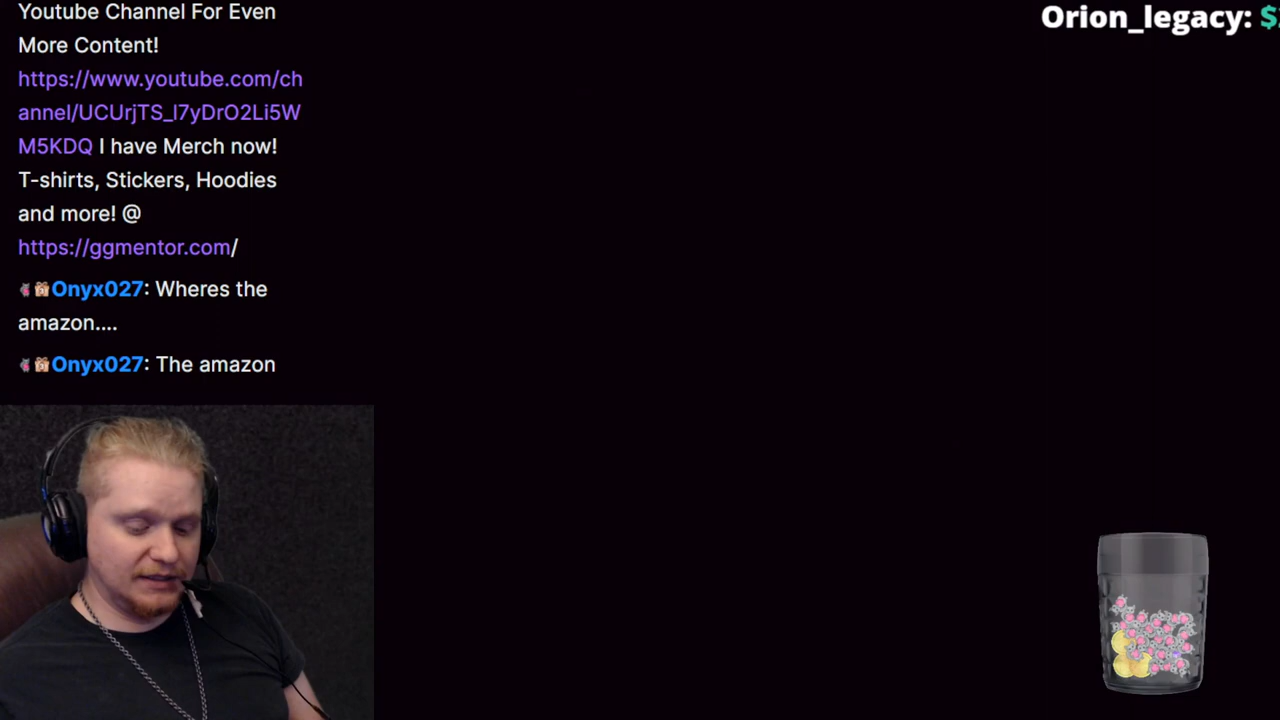 Youtube Channel For Even
More Content!
https://www.youtube.com/ch
annel/UCUrjTS_l7yDrO2Li5W
M5KDQ I have Merch now!
T-shirts, Stickers, Hoodies
and more! @
https://ggmentor.com/
Onyx027: Wheres the
amazon....
Onyx027: The amazon
Orion_legacy: $